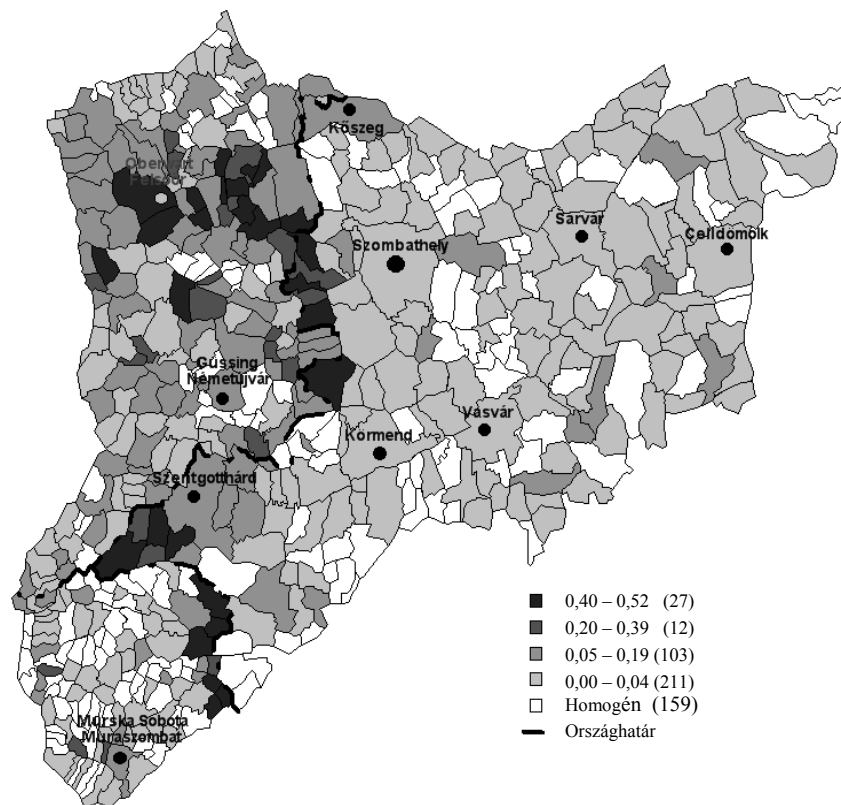 Kőszeg
Oberwart
Felsőőr
Sárvár
Celldömölk
Szombathely
Güssing
Németújvár
Vasvár
Körmend
Szentgotthárd
0,40 – 0,52 (27)
0,20 – 0,39 (12)
0,05 – 0,19 (103)
0,00 – 0,04 (211)
Homogén (159)
Országhatár
Murska Sobota
Muraszombat